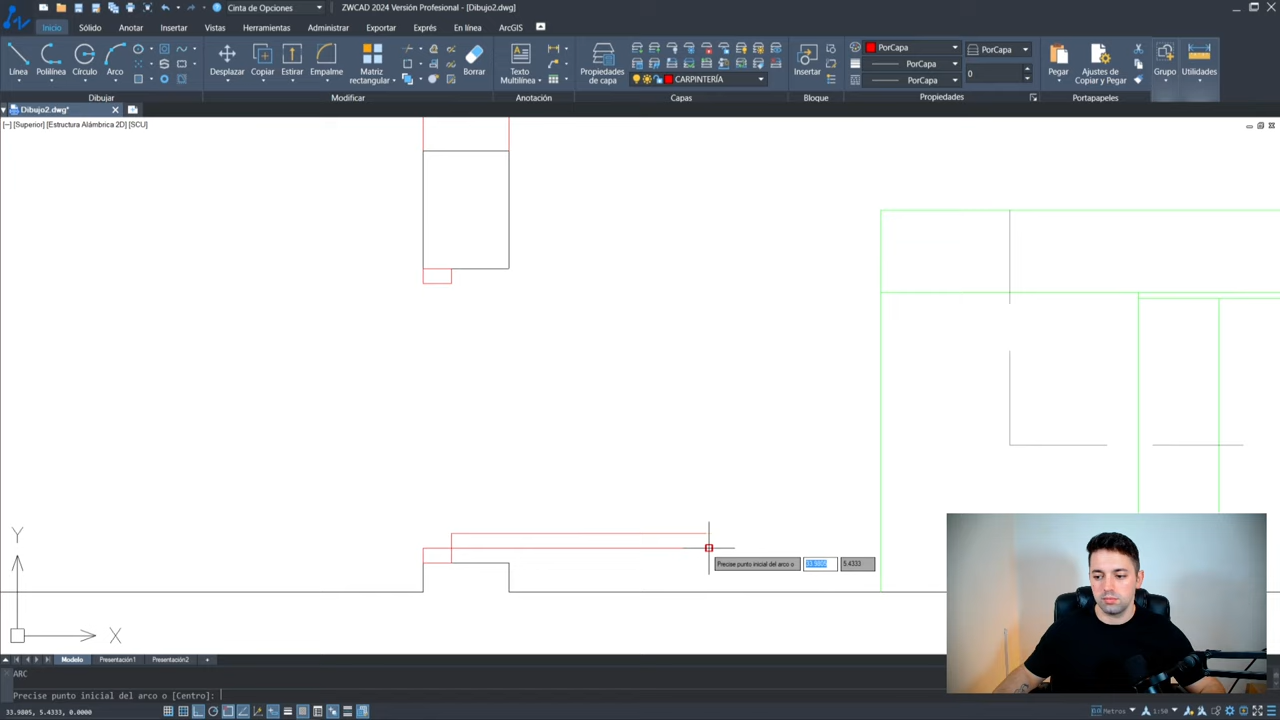 Cinta de Opciones
ZWCAD 2024 Versión Profesional - [Dibujo2.dwg]
Inicio Sólido Anotar Insertar Vistas Herramientas Administrar Exportar Exprés En línea ArcGIS
Línea Polilínea Círculo Arco Desplazar Copiar Estirar Empalme Matriz rectangular Borrar Texto Multilínea Propiedades de capa CARPINTERÍA Insertar PorCapa PorCapa PorCapa PorCapa 0 Pegar Ajustes de Copiar y Pegar Grupo Utilidades
Dibujar Modificar Anotación Capas Bloque Propiedades Portapapeles
Dibujo2.dwg*
[−] [Superior] [Estructura Alámbrica 2D] [SCU]
Precise punto inicial del arco o 33.9805 5.4333
Y
X
Modelo Presentación1 Presentación2 +
ARC
Precise punto inicial del arco o [Centro]:
33.9805, 5.4333, 0.0000
Metros 1:50